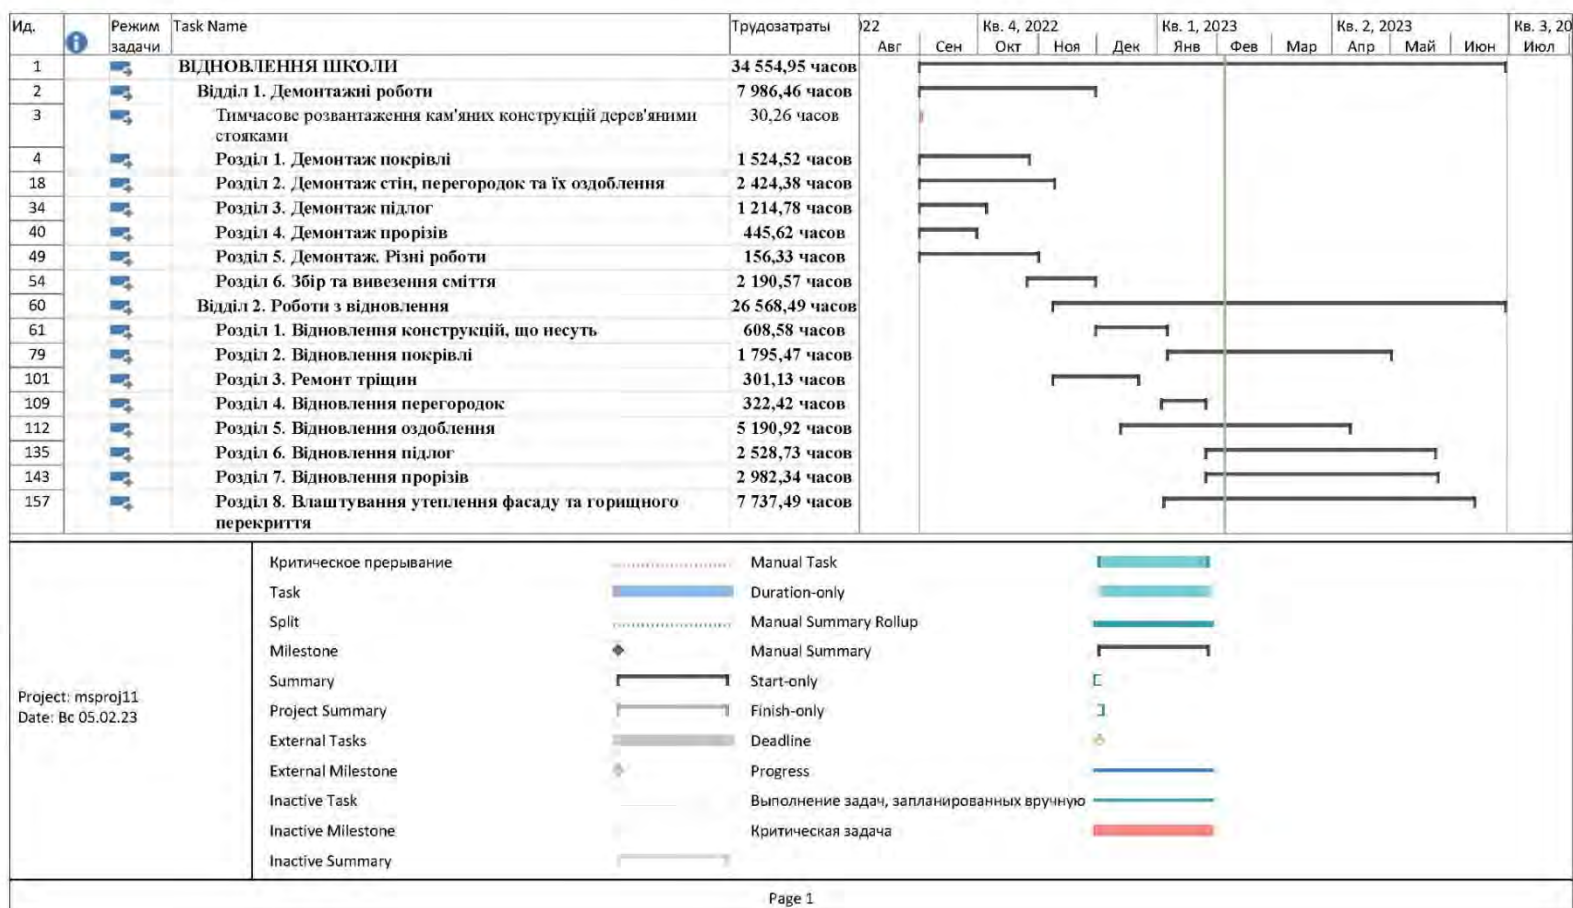 Ид. Режим задачи Task Name Трудозатраты 022 Кв. 4, 2022 Кв. 1, 2023 Кв. 2, 2023 Кв. 3, 20
Авг Сен Окт Ноя Дек Янв Фев Мар Апр Май Июн Июл
1 ВІДНОВЛЕННЯ ШКОЛИ 34 554,95 часов
2 Відділ 1. Демонтажні роботи 7 986,46 часов
3 Тимчасове розвантаження кам'яних конструкцій дерев'яними 30,26 часов
стояками
4 Розділ 1. Демонтаж покрівлі 1 524,52 часов
18 Розділ 2. Демонтаж стін, перегородок та їх оздоблення 2 424,38 часов
34 Розділ 3. Демонтаж підлог 1 214,78 часов
40 Розділ 4. Демонтаж прорізів 445,62 часов
49 Розділ 5. Демонтаж. Різні роботи 156,33 часов
54 Розділ 6. Збір та вивезення сміття 2 190,57 часов
60 Відділ 2. Роботи з відновлення 26 568,49 часов
61 Розділ 1. Відновлення конструкцій, що несуть 608,58 часов
79 Розділ 2. Відновлення покрівлі 1 795,47 часов
101 Розділ 3. Ремонт тріщин 301,13 часов
109 Розділ 4. Відновлення перегородок 322,42 часов
112 Розділ 5. Відновлення оздоблення 5 190,92 часов
135 Розділ 6. Відновлення підлог 2 528,73 часов
143 Розділ 7. Відновлення прорізів 2 982,34 часов
157 Розділ 8. Влаштування утеплення фасаду та горищного 7 737,49 часов
перекриття
Project: msproj11
Date: Вс 05.02.23
Критическое прерывание
Task
Split
Milestone
Summary
Project Summary
External Tasks
External Milestone
Inactive Task
Inactive Milestone
Inactive Summary
Manual Task
Duration-only
Manual Summary Rollup
Manual Summary
Start-only
Finish-only
Deadline
Progress
Выполнение задач, запланированных вручную
Критическая задача
Page 1